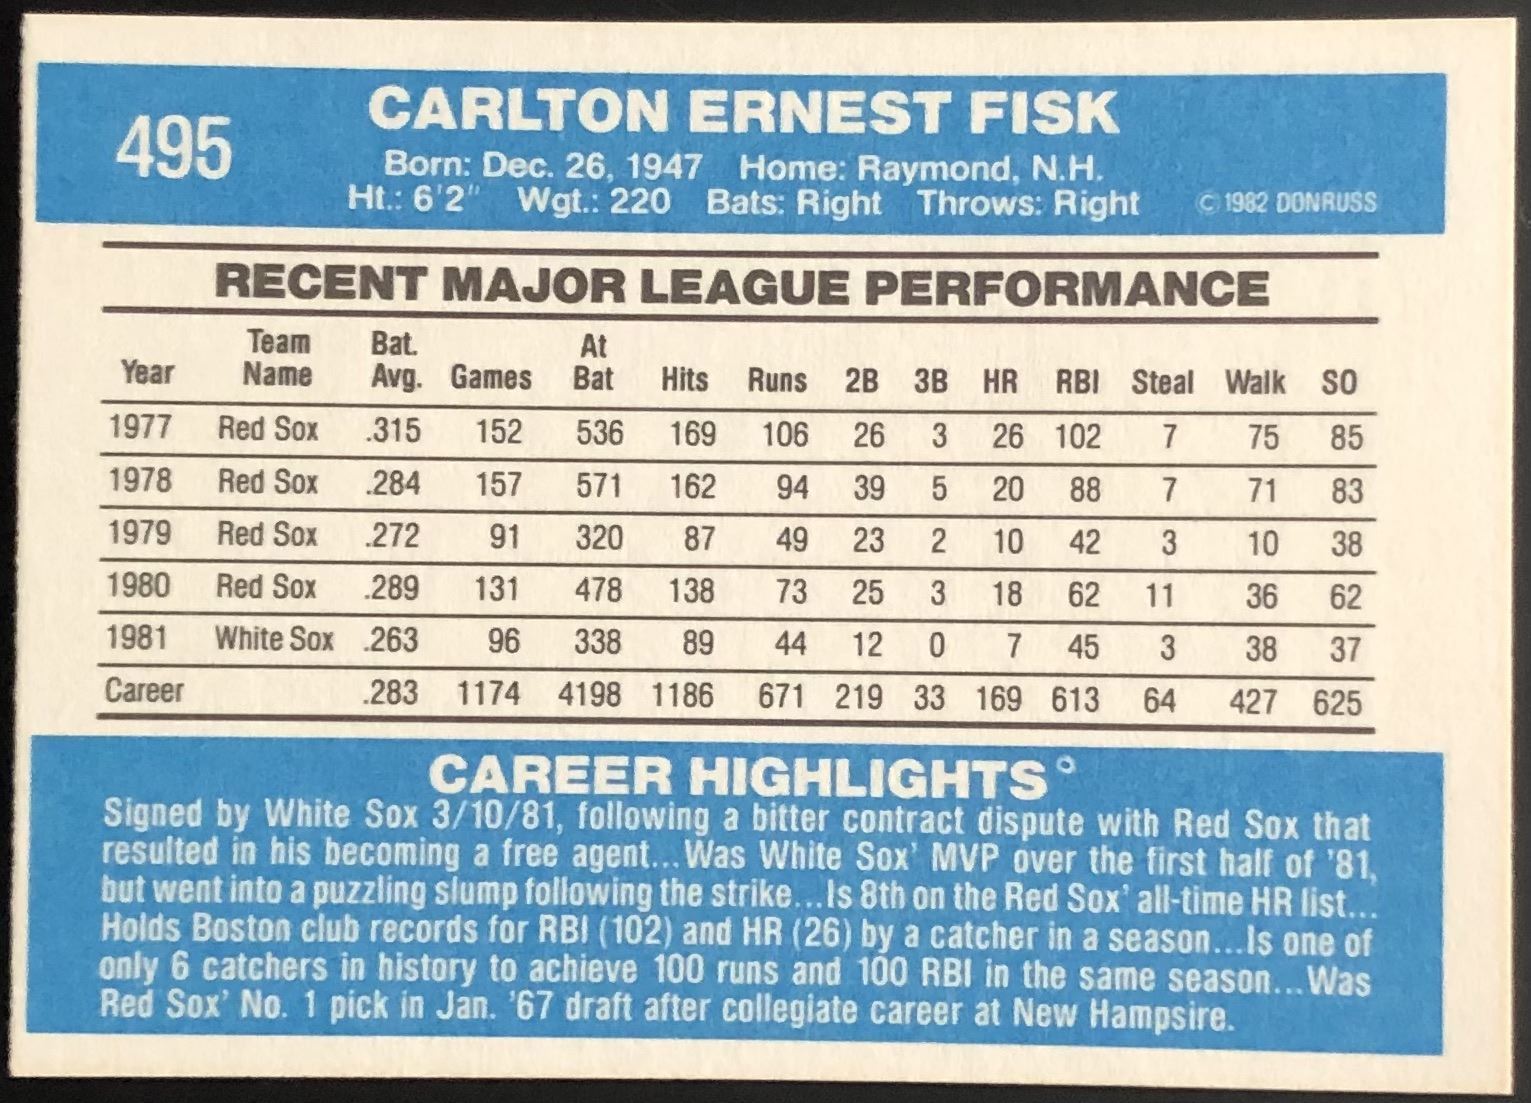 495
CARLTON ERNEST FISK
Born: Dec. 26, 1947 Home: Raymond, N.H.
Ht.: 6'2" Wgt.: 220 Bats: Right Throws: Right
© 1982 DONRUSS
RECENT MAJOR LEAGUE PERFORMANCE
Year Team Name Bat. Avg. Games At Bat Hits Runs 2B 3B HR RBI Steal Walk SO
1977 Red Sox .315 152 536 169 106 26 3 26 102 7 75 85
1978 Red Sox .284 157 571 162 94 39 5 20 88 7 71 83
1979 Red Sox .272 91 320 87 49 23 2 10 42 3 10 38
1980 Red Sox .289 131 478 138 73 25 3 18 62 11 36 62
1981 White Sox .263 96 338 89 44 12 0 7 45 3 38 37
Career .283 1174 4198 1186 671 219 33 169 613 64 427 625
CAREER HIGHLIGHTS
Signed by White Sox 3/10/81, following a bitter contract dispute with Red Sox that
resulted in his becoming a free agent...Was White Sox' MVP over the first half of '81,
but went into a puzzling slump following the strike...Is 8th on the Red Sox' all-time HR list...
Holds Boston club records for RBI (102) and HR (26) by a catcher in a season...Is one of
only 6 catchers in history to achieve 100 runs and 100 RBI in the same season...Was
Red Sox' No. 1 pick in Jan. '67 draft after collegiate career at New Hampsire.